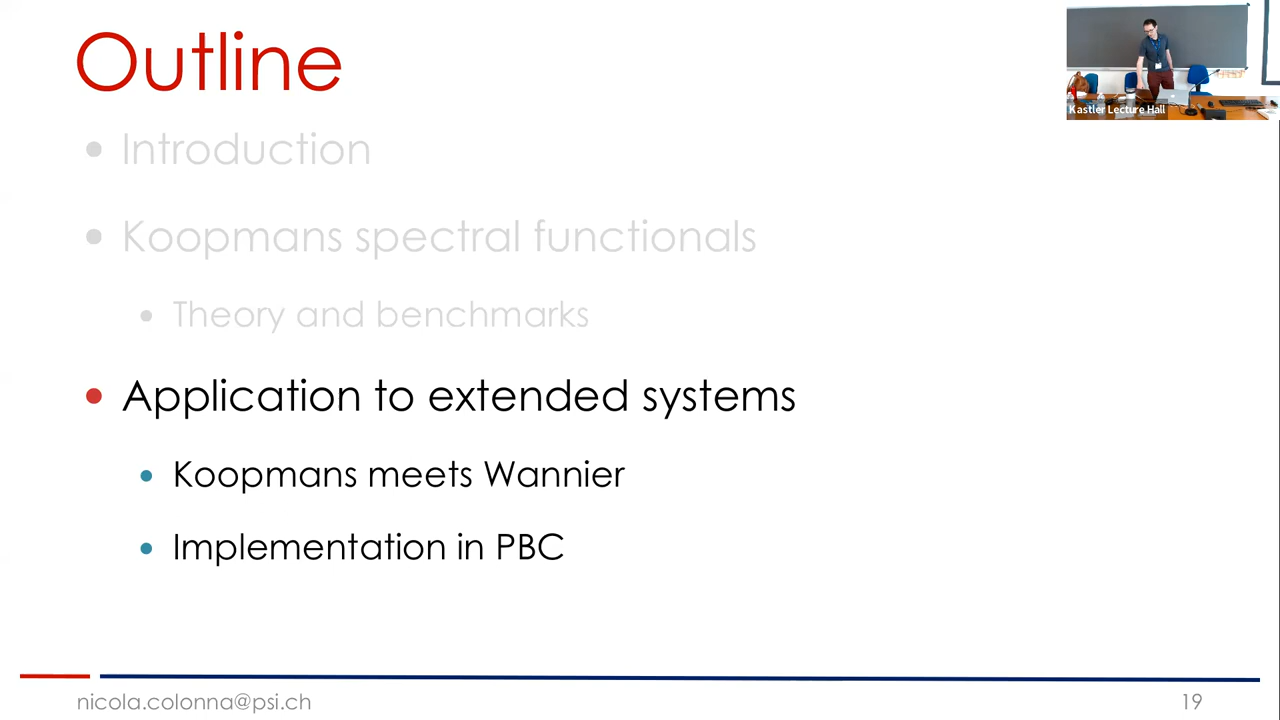 Outline
Kastler Lecture Hall
• Introduction
• Koopmans spectral functionals
• Theory and benchmarks
• Application to extended systems
• Koopmans meets Wannier
• Implementation in PBC
nicola.colonna@psi.ch
19